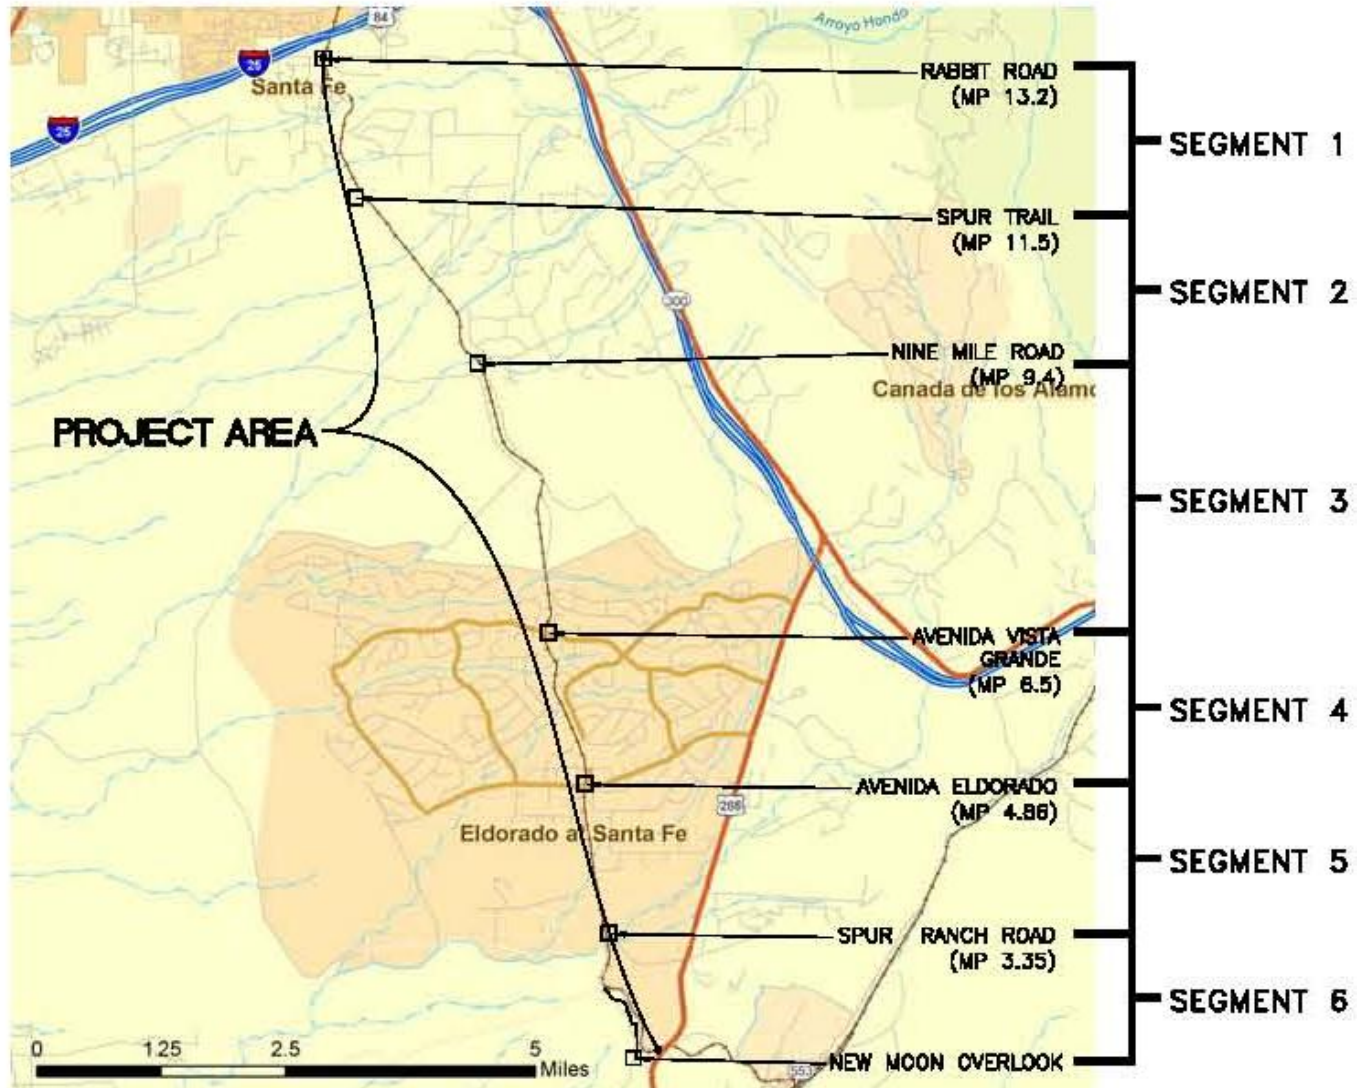 84
Arroyo Hondo
25
Santa Fe
25
RABBIT ROAD
(MP 13.2)
SEGMENT 1
SPUR TRAIL
(MP 11.5)
SEGMENT 2
300
NINE MILE ROAD
(MP 9.4)
Canada de los Alamo
PROJECT AREA
SEGMENT 3
AVENIDA VISTA
GRANDE
(MP 6.5)
SEGMENT 4
AVENIDA ELDORADO
(MP 4.86)
Eldorado at Santa Fe
SEGMENT 5
SPUR RANCH ROAD
(MP 3.35)
SEGMENT 6
0 1.25 2.5 5
Miles
NEW MOON OVERLOOK